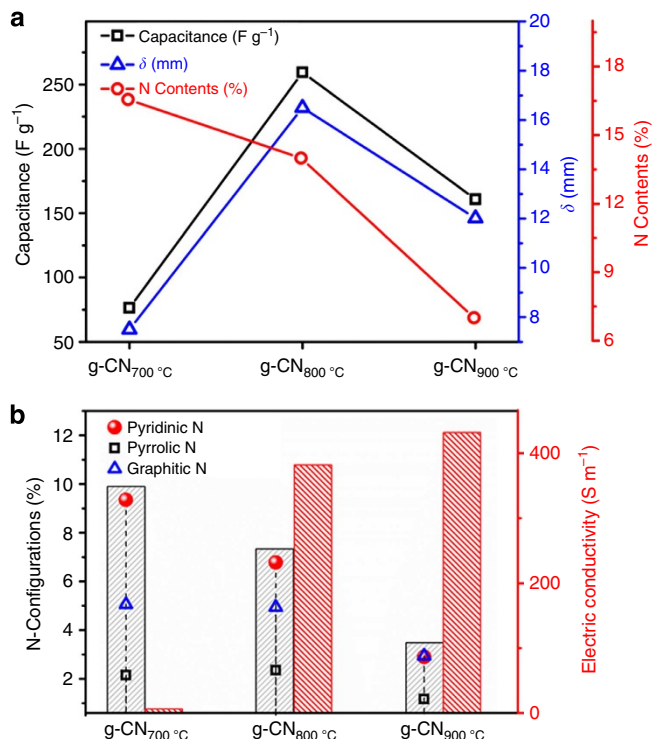 a
Capacitance (F g⁻¹)
δ (mm)
N Contents (%)
Capacitance (F g⁻¹)
250
200
150
100
50
20
18
16
14
12
10
8
δ (mm)
18
15
12
9
6
N Contents (%)
g-CN₇₀₀ °C
g-CN₈₀₀ °C
g-CN₉₀₀ °C
b
Pyridinic N
Pyrrolic N
Graphitic N
N-Configurations (%)
12
10
8
6
4
2
400
200
0
Electric conductivity (S m⁻¹)
g-CN₇₀₀ °C
g-CN₈₀₀ °C
g-CN₉₀₀ °C